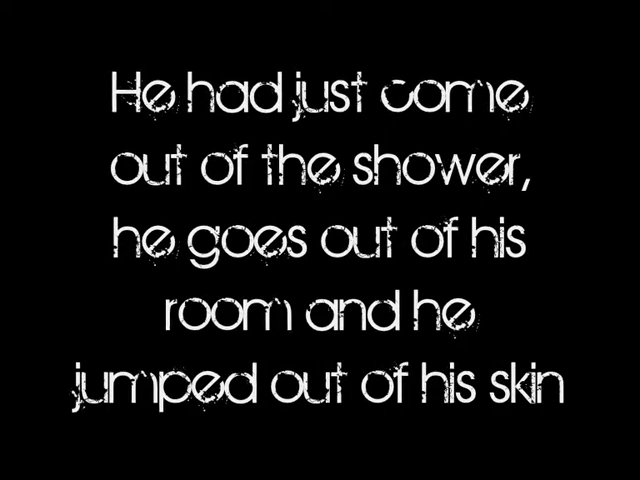 He had just come
out of the shower,
he goes out of his
room and he
jumped out of his skin